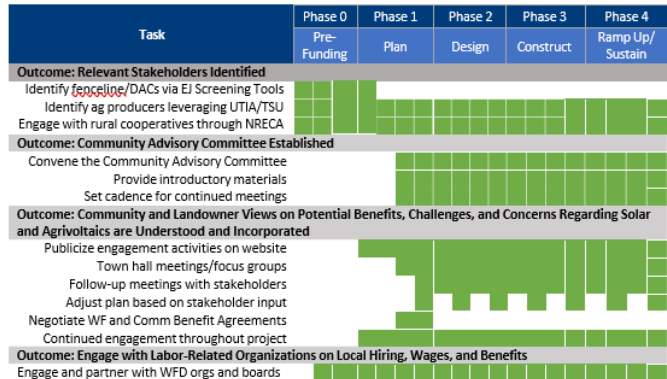 Task
Phase 0 Phase 1 Phase 2 Phase 3 Phase 4
Pre-Funding Plan Design Construct Ramp Up/Sustain
Outcome: Relevant Stakeholders Identified
Identify fenceline/DACs via EJ Screening Tools
Identify ag producers leveraging UTIA/TSU
Engage with rural cooperatives through NRECA
Outcome: Community Advisory Committee Established
Convene the Community Advisory Committee
Provide introductory materials
Set cadence for continued meetings
Outcome: Community and Landowner Views on Potential Benefits, Challenges, and Concerns Regarding Solar
and Agrivoltaics are Understood and Incorporated
Publicize engagement activities on website
Town hall meetings/focus groups
Follow-up meetings with stakeholders
Adjust plan based on stakeholder input
Negotiate WF and Comm Benefit Agreements
Continued engagement throughout project
Outcome: Engage with Labor-Related Organizations on Local Hiring, Wages, and Benefits
Engage and partner with WFD orgs and boards